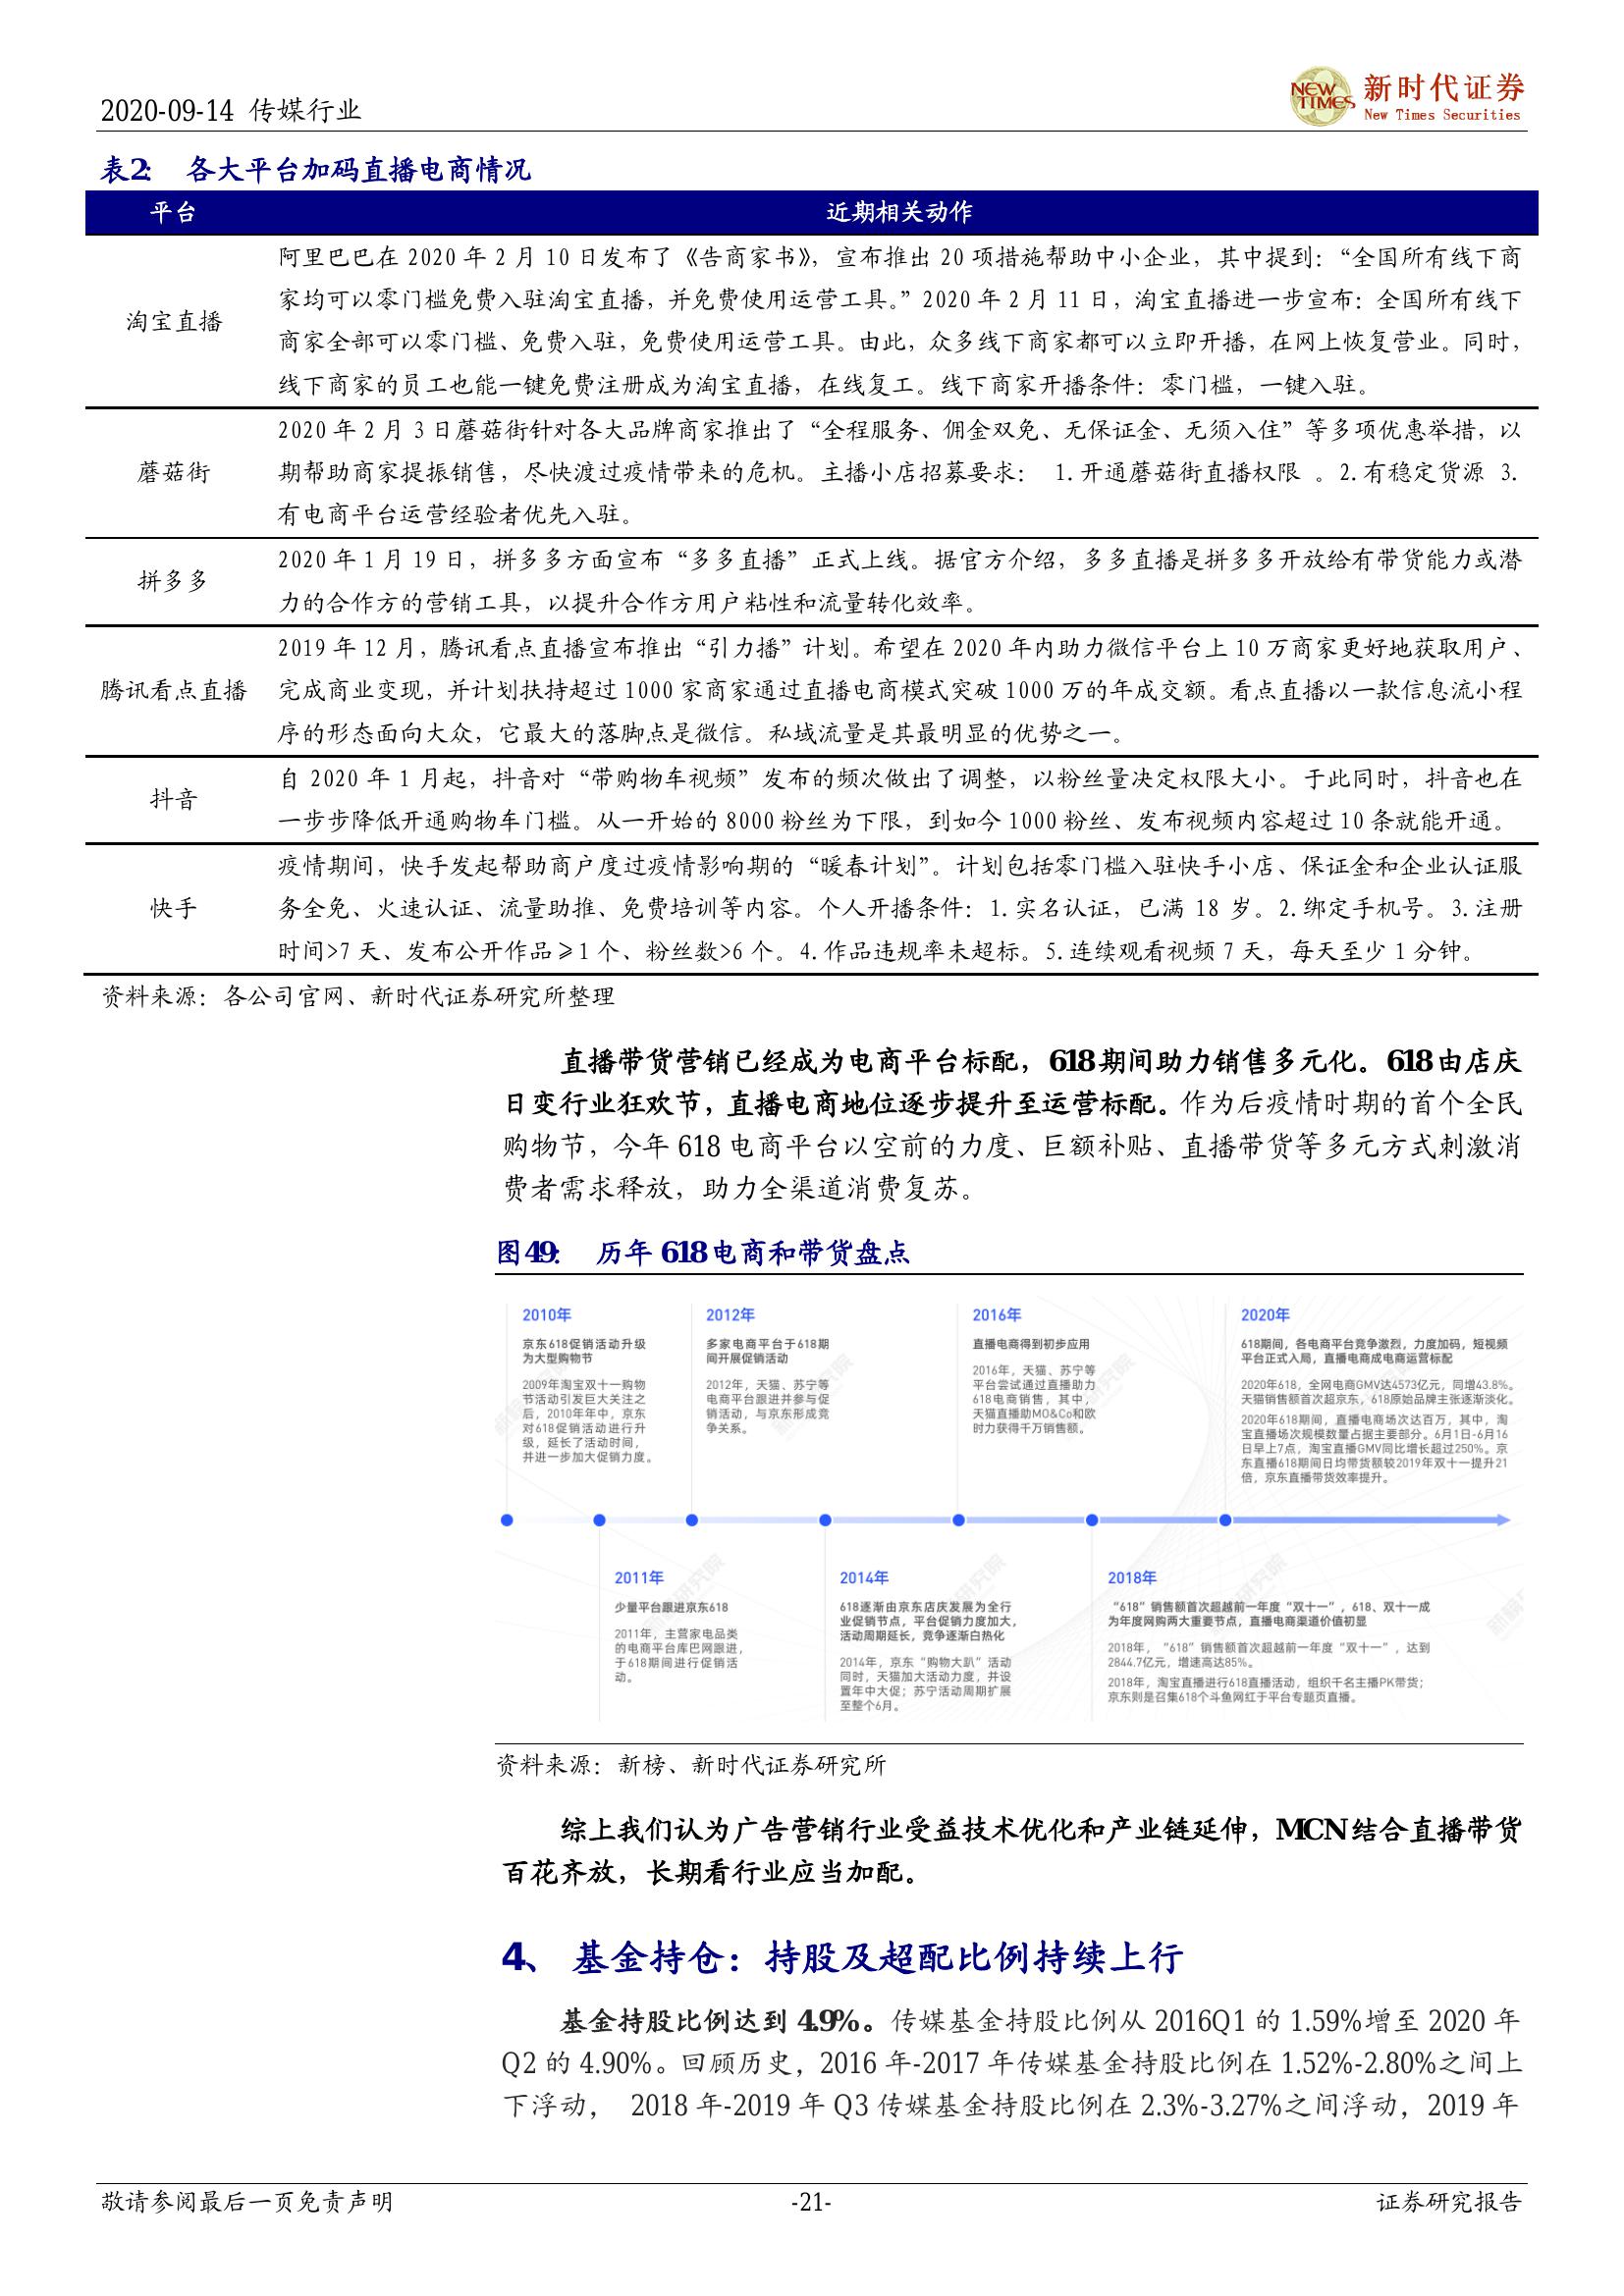 2020-09-14 传媒行业
NEW TIMES
新时代证券
New Times Securities
表2： 各大平台加码直播电商情况
平台 近期相关动作
淘宝直播
阿里巴巴在 2020 年 2 月 10 日发布了《告商家书》，宣布推出 20 项措施帮助中小企业，其中提到：“全国所有线下商
家均可以零门槛免费入驻淘宝直播，并免费使用运营工具。”2020 年 2 月 11 日，淘宝直播进一步宣布：全国所有线下
商家全部可以零门槛、免费入驻，免费使用运营工具。由此，众多线下商家都可以立即开播，在网上恢复营业。同时，
线下商家的员工也能一键免费注册成为淘宝直播，在线复工。线下商家开播条件：零门槛，一键入驻。
蘑菇街
2020 年 2 月 3 日蘑菇街针对各大品牌商家推出了“全程服务、佣金双免、无保证金、无须入住”等多项优惠举措，以
期帮助商家提振销售，尽快渡过疫情带来的危机。主播小店招募要求： 1.开通蘑菇街直播权限 。2.有稳定货源 3.
有电商平台运营经验者优先入驻。
拼多多
2020 年 1 月 19 日，拼多多方面宣布“多多直播”正式上线。据官方介绍，多多直播是拼多多开放给有带货能力或潜
力的合作方的营销工具，以提升合作方用户粘性和流量转化效率。
腾讯看点直播
2019 年 12 月，腾讯看点直播宣布推出“引力播”计划。希望在 2020 年内助力微信平台上 10 万商家更好地获取用户、
完成商业变现，并计划扶持超过 1000 家商家通过直播电商模式突破 1000 万的年成交额。看点直播以一款信息流小程
序的形态面向大众，它最大的落脚点是微信。私域流量是其最明显的优势之一。
抖音
自 2020 年 1 月起，抖音对“带购物车视频”发布的频次做出了调整，以粉丝量决定权限大小。于此同时，抖音也在
一步步降低开通购物车门槛。从一开始的 8000 粉丝为下限，到如今 1000 粉丝、发布视频内容超过 10 条就能开通。
快手
疫情期间，快手发起帮助商户度过疫情影响期的“暖春计划”。计划包括零门槛入驻快手小店、保证金和企业认证服
务全免、火速认证、流量助推、免费培训等内容。个人开播条件：1.实名认证，已满 18 岁。2.绑定手机号。3.注册
时间>7 天、发布公开作品≥1 个、粉丝数>6 个。4.作品违规率未超标。5.连续观看视频 7 天，每天至少 1 分钟。
资料来源：各公司官网、新时代证券研究所整理
直播带货营销已经成为电商平台标配，618期间助力销售多元化。618由店庆
日变行业狂欢节，直播电商地位逐步提升至运营标配。作为后疫情时期的首个全民
购物节，今年 618 电商平台以空前的力度、巨额补贴、直播带货等多元方式刺激消
费者需求释放，助力全渠道消费复苏。
图49： 历年 618 电商和带货盘点
2010年
京东618促销活动升级
为大型购物节
2009年淘宝双十一购物
节活动引发巨大关注之
后，2010年年中，京东
对618促销活动进行升
级，延长了活动时间，
并进一步加大促销力度。
2012年
多家电商平台于618期
间开展促销活动
2012年，天猫、苏宁等
电商平台跟进并参与促
销活动，与京东形成竞
争关系。
2016年
直播电商得到初步应用
2016年，天猫、苏宁等
平台尝试通过直播助力
618电商销售，其中，
天猫直播助MO&Co和欧
时力获得千万销售额。
2020年
618期间，各电商平台竞争激烈，力度加码，短视频
平台正式入局，直播电商成电商运营标配
2020年618，全网电商GMV达4573亿元，同增43.8%。
天猫销售额首次超京东，618原始品牌主张逐渐淡化。
2020年618期间，直播电商场次达百万，其中，淘
宝直播场次规模数量占据主要部分。6月1日-6月16
日早上7点，淘宝直播GMV同比增长超过250%。京
东直播618期间日均带货额较2019年双十一提升21
倍，京东直播带货效率提升。
2011年
少量平台跟进京东618
2011年，主营家电品类
的电商平台库巴网跟进，
于618期间进行促销活
动。
2014年
618逐渐由京东店庆发展为全行
业促销节点，平台促销力度加大，
活动周期延长，竞争逐渐白热化
2014年，京东“购物大趴”活动
同时，天猫加大活动力度，并设
置年中大促；苏宁活动周期扩展
至整个6月。
2018年
“618”销售额首次超越前一年度“双十一”，618、双十一成
为年度网购两大重要节点，直播电商渠道价值初显
2018年，“618”销售额首次超越前一年度“双十一”，达到
2844.7亿元，增速高达85%。
2018年，淘宝直播进行618直播活动，组织千名主播PK带货；
京东则是召集618个斗鱼网红于平台专题页直播。
资料来源：新榜、新时代证券研究所
综上我们认为广告营销行业受益技术优化和产业链延伸，MCN结合直播带货
百花齐放，长期看行业应当加配。
4、 基金持仓：持股及超配比例持续上行
基金持股比例达到 4.9%。传媒基金持股比例从 2016Q1 的 1.59%增至 2020 年
Q2 的 4.90%。回顾历史，2016 年-2017 年传媒基金持股比例在 1.52%-2.80%之间上
下浮动， 2018 年-2019 年 Q3 传媒基金持股比例在 2.3%-3.27%之间浮动，2019 年
敬请参阅最后一页免责声明 -21- 证券研究报告